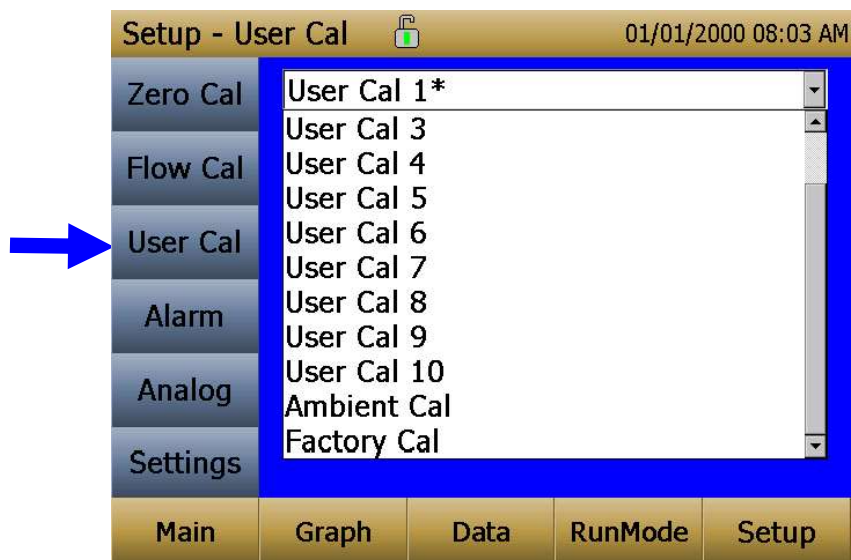 Setup - User Cal 01/01/2000 08:03 AM
Zero Cal
Flow Cal
User Cal
Alarm
Analog
Settings
User Cal 1*
User Cal 3
User Cal 4
User Cal 5
User Cal 6
User Cal 7
User Cal 8
User Cal 9
User Cal 10
Ambient Cal
Factory Cal
Main Graph Data RunMode Setup